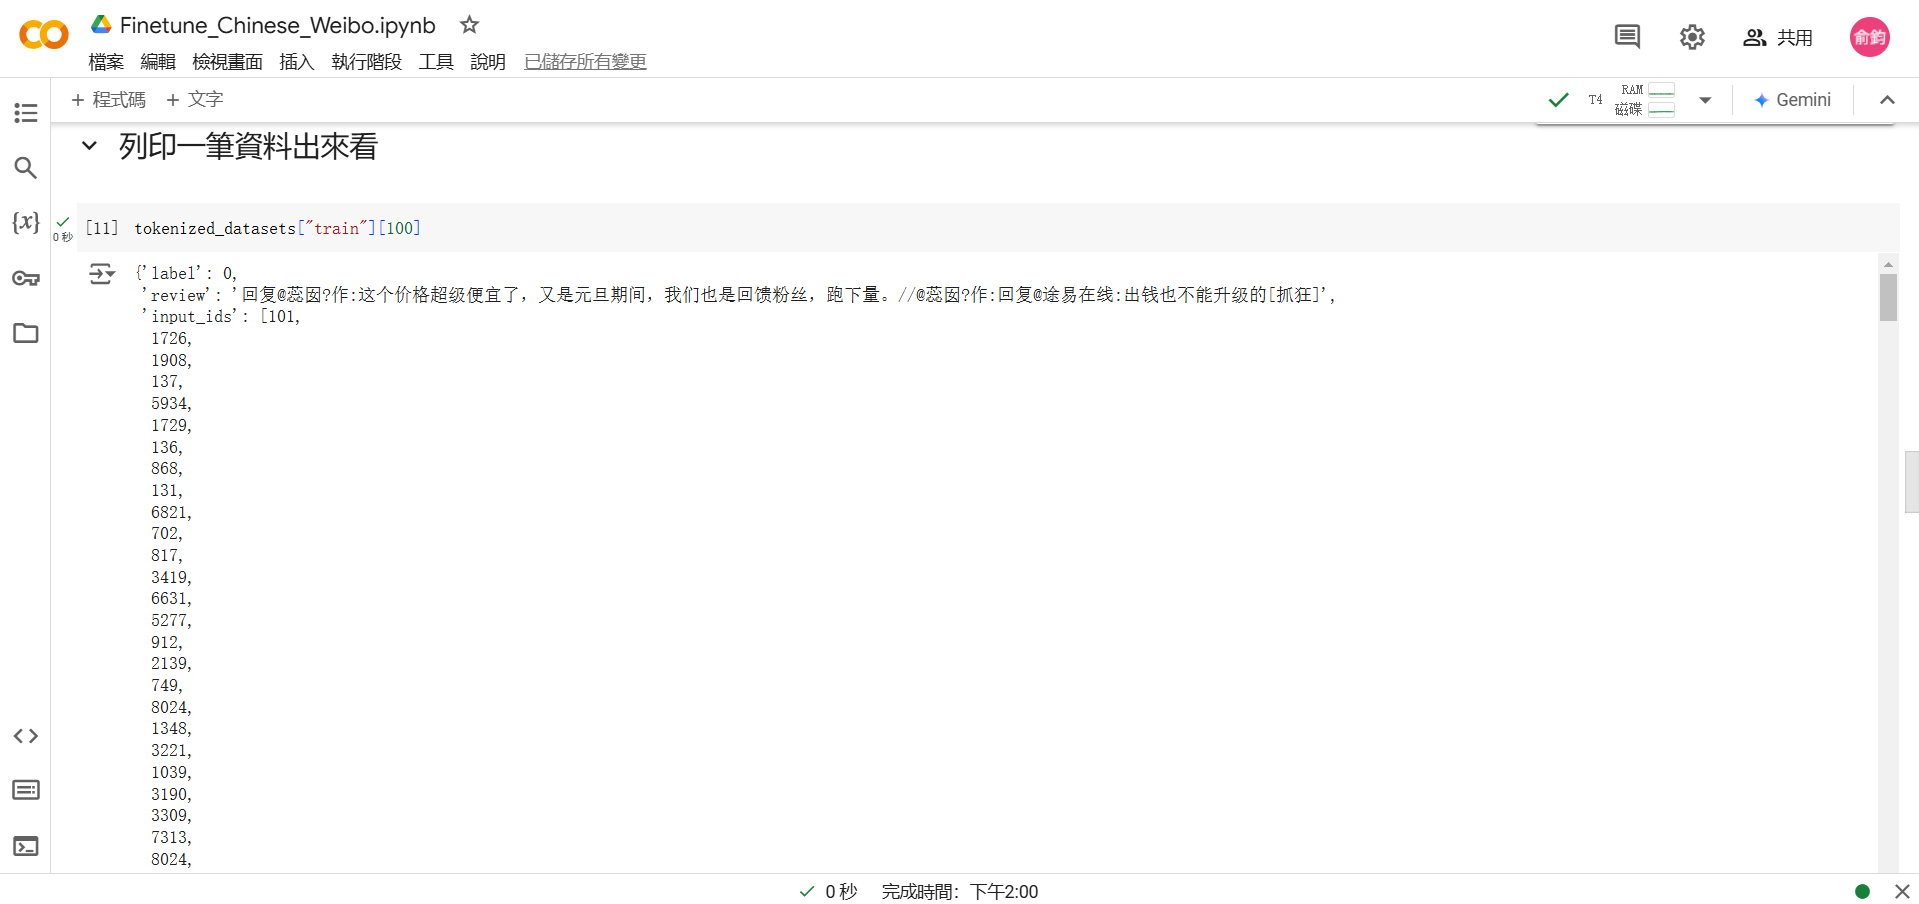 Finetune_Chinese_Weibo.ipynb
檔案 編輯 檢視畫面 插入 執行階段 工具 說明 已儲存所有變更
共用
俞鈞
+ 程式碼 + 文字
T4 RAM 磁碟
Gemini
列印一筆資料出來看
0 秒
[11] tokenized_datasets["train"][100]
{'label': 0,
'review': '回复@蕊囡?作:这个价格超级便宜了，又是元旦期间，我们也是回馈粉丝，跑下量。//@蕊囡?作:回复@途易在线:出钱也不能升级的[抓狂]',
'input_ids': [101,
1726,
1908,
137,
5934,
1729,
136,
868,
131,
6821,
702,
817,
3419,
6631,
5277,
912,
2139,
749,
8024,
1348,
3221,
1039,
3190,
3309,
7313,
8024,
0 秒 完成時間: 下午2:00